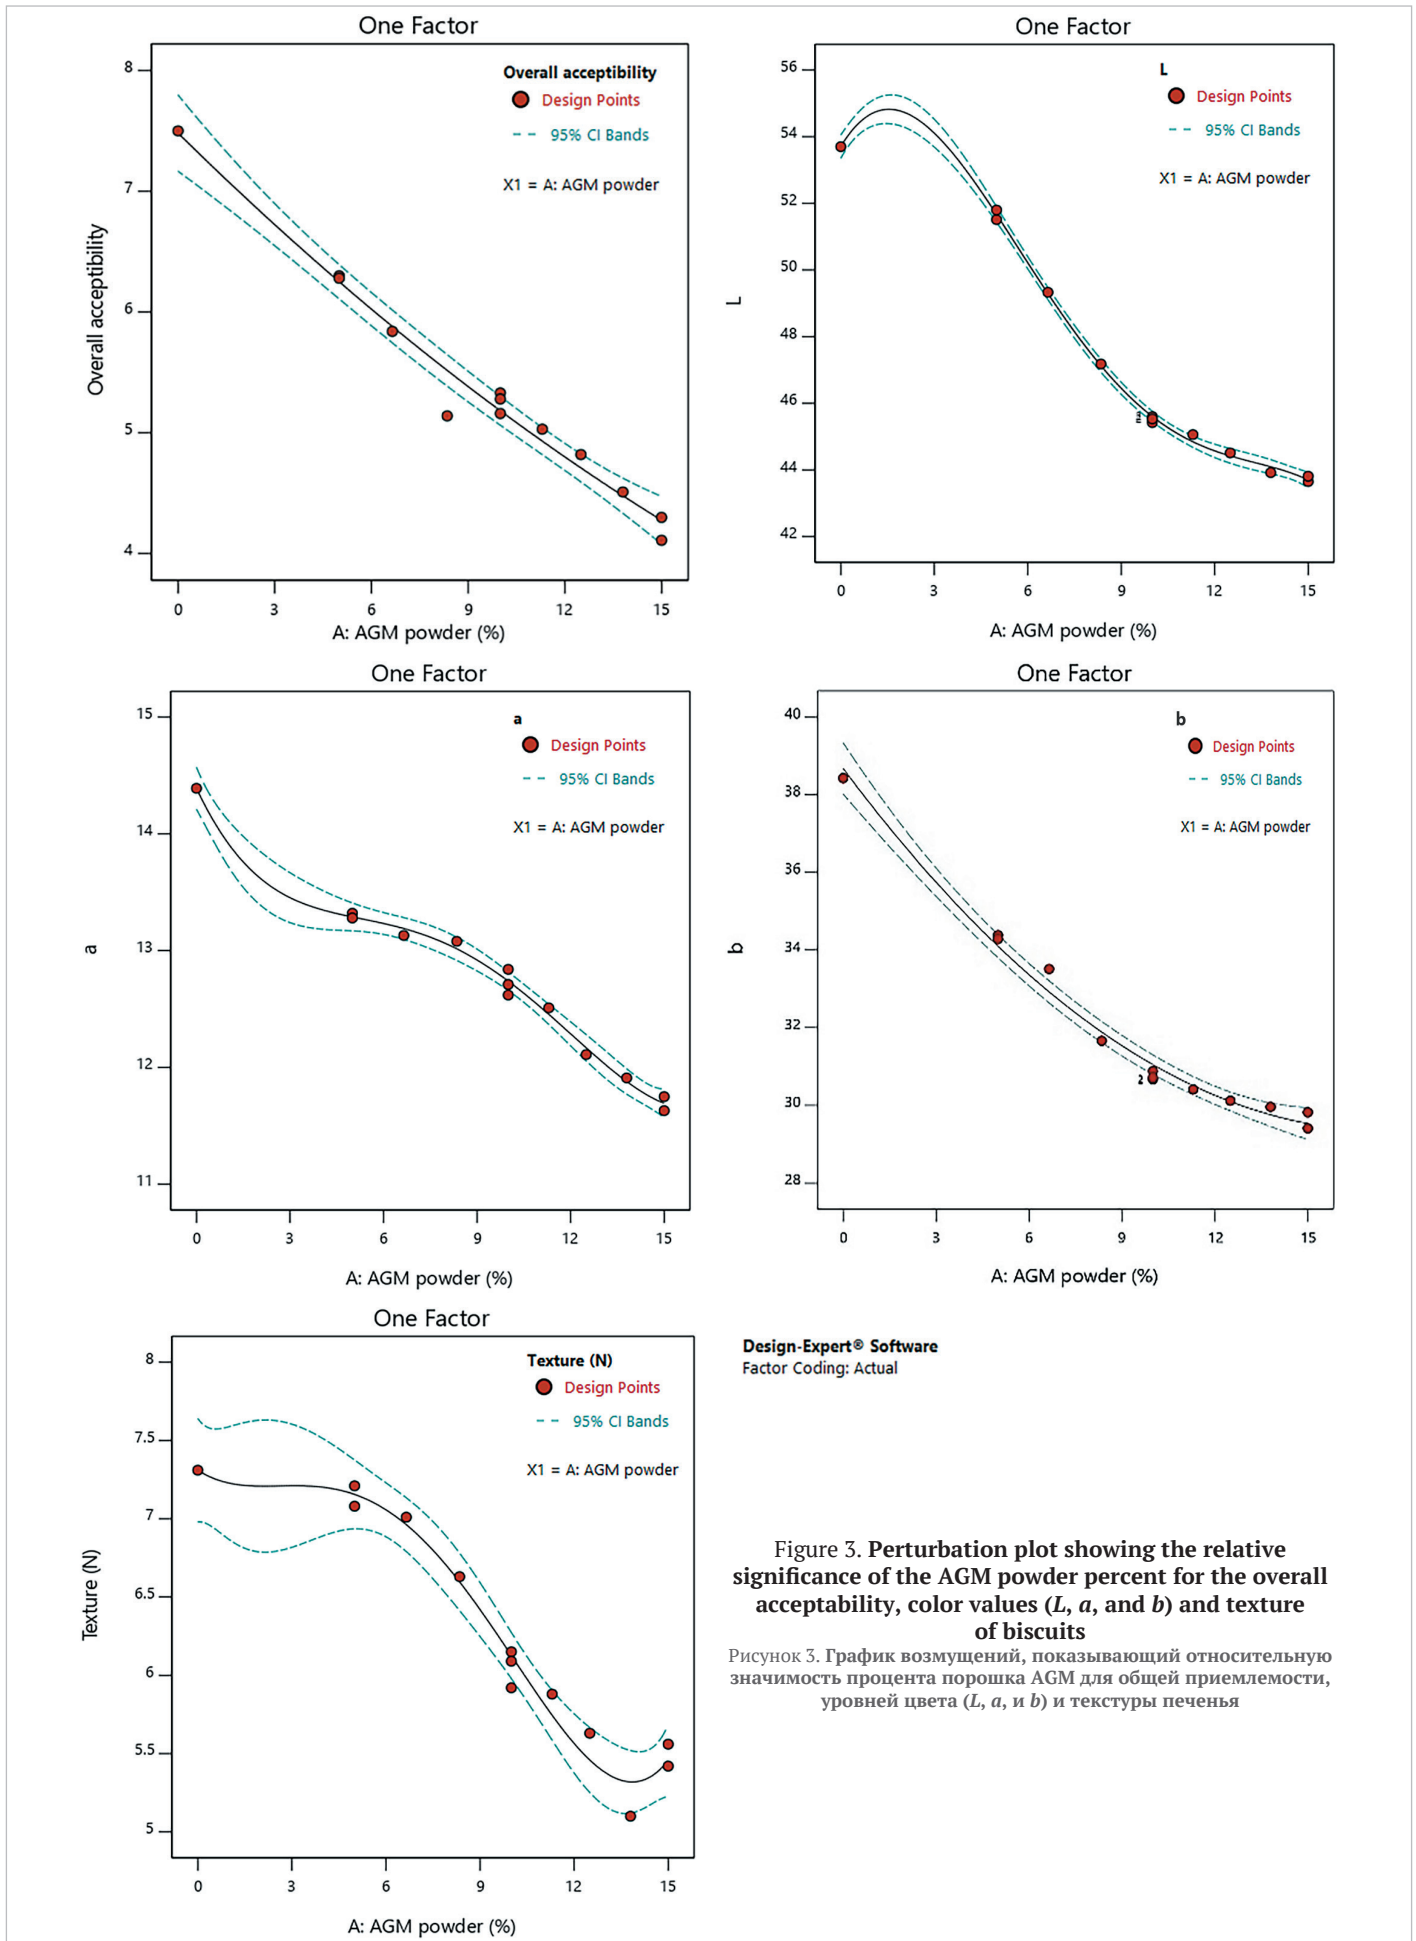 One Factor
8
7
6
5
4
Overall acceptibility
Overall acceptibility
Design Points
95% CI Bands
X1 = A: AGM powder
0 3 6 9 12 15
A: AGM powder (%)
One Factor
56
54
52
50
48
46
44
42
L
L
Design Points
95% CI Bands
X1 = A: AGM powder
0 3 6 9 12 15
A: AGM powder (%)
One Factor
15
14
13
12
11
a
a
Design Points
95% CI Bands
X1 = A: AGM powder
0 3 6 9 12 15
A: AGM powder (%)
One Factor
40
38
36
34
32
30
28
b
b
Design Points
95% CI Bands
X1 = A: AGM powder
2
0 3 6 9 12 15
A: AGM powder (%)
One Factor
8
7.5
7
6.5
6
5.5
5
Texture (N)
Texture (N)
Design Points
95% CI Bands
X1 = A: AGM powder
0 3 6 9 12 15
A: AGM powder (%)
Design-Expert® Software
Factor Coding: Actual
Figure 3. Perturbation plot showing the relative
significance of the AGM powder percent for the overall
acceptability, color values (L, a, and b) and texture
of biscuits
Рисунок 3. График возмущений, показывающий относительную
значимость процента порошка AGM для общей приемлемости,
уровней цвета (L, a, и b) и текстуры печенья